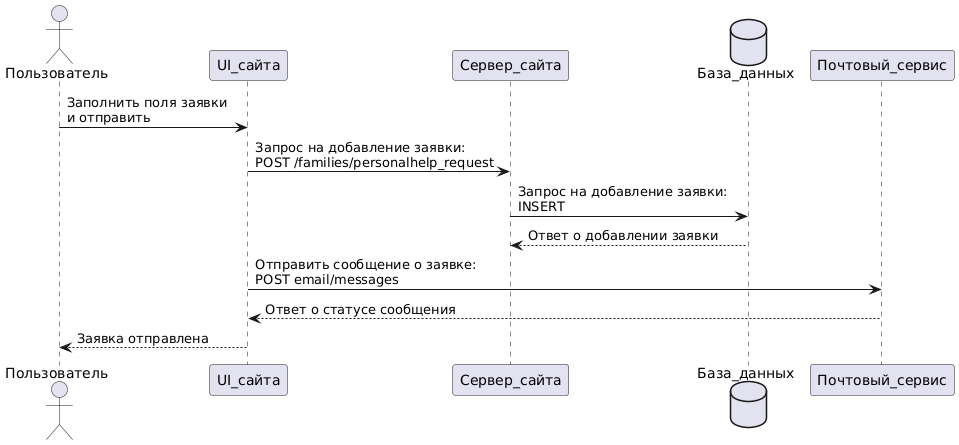 Пользователь
UI_сайта
Сервер_сайта
База_данных
Почтовый_сервис
Заполнить поля заявки
и отправить
Запрос на добавление заявки:
POST /families/personalhelp_request
Запрос на добавление заявки:
INSERT
Ответ о добавлении заявки
Отправить сообщение о заявке:
POST email/messages
Ответ о статусе сообщения
Заявка отправлена
Пользователь
UI_сайта
Сервер_сайта
База_данных
Почтовый_сервис